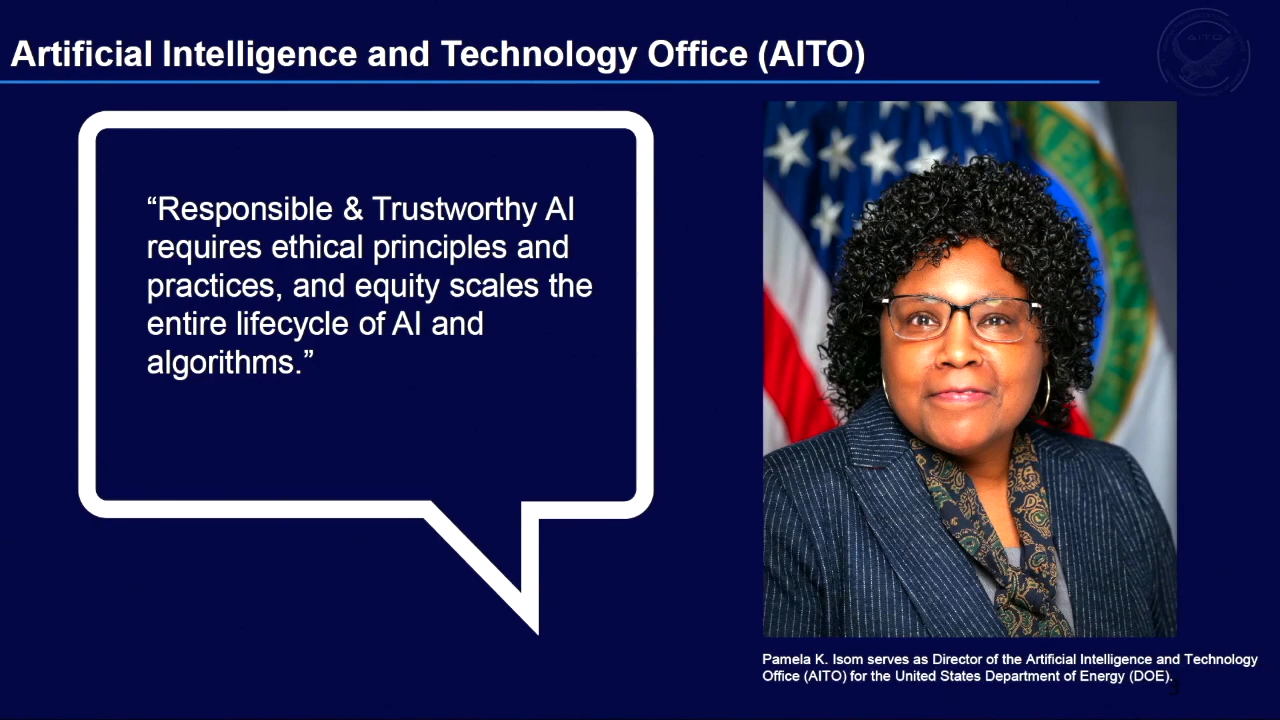 Artificial Intelligence and Technology Office (AITO)
AITO
“Responsible & Trustworthy AI
requires ethical principles and
practices, and equity scales the
entire lifecycle of AI and
algorithms.”
Pamela K. Isom serves as Director of the Artificial Intelligence and Technology
Office (AITO) for the United States Department of Energy (DOE).
3